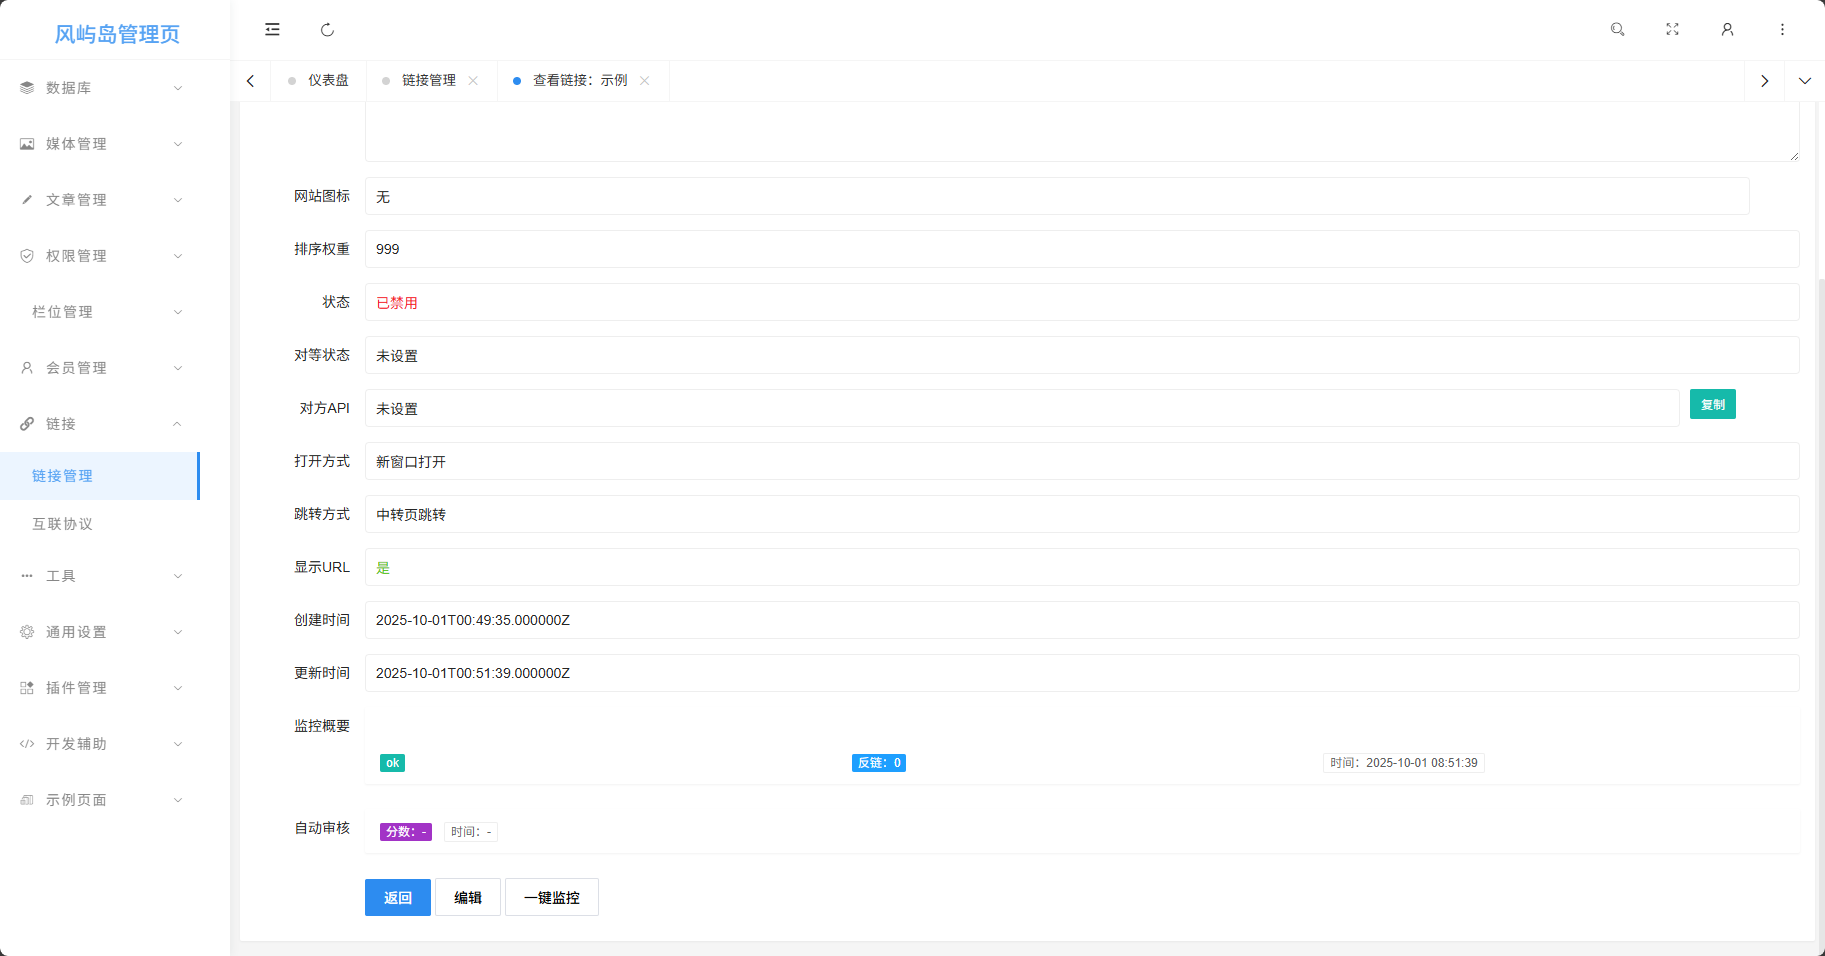 风屿岛管理页
数据库
媒体管理
文章管理
权限管理
栏位管理
会员管理
链接
链接管理
互联协议
工具
通用设置
插件管理
开发辅助
示例页面
仪表盘
链接管理
查看链接：示例
网站图标 无
排序权重 999
状态 已禁用
对等状态 未设置
对方API 未设置 复制
打开方式 新窗口打开
跳转方式 中转页跳转
显示URL 是
创建时间 2025-10-01T00:49:35.000000Z
更新时间 2025-10-01T00:51:39.000000Z
监控概要
ok 反链：0 时间：2025-10-01 08:51:39
自动审核 分数：- 时间：-
返回 编辑 一键监控